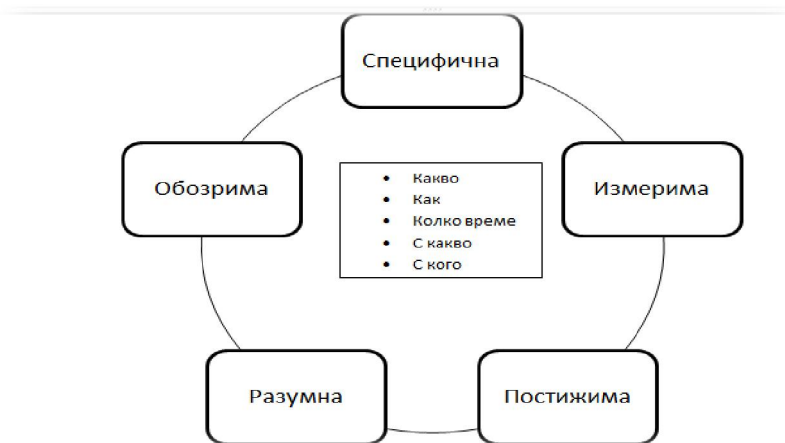 Специфична
Обозрима
Измерима
• Какво
• Как
• Колко време
• С какво
• С кого
Разумна
Постижима